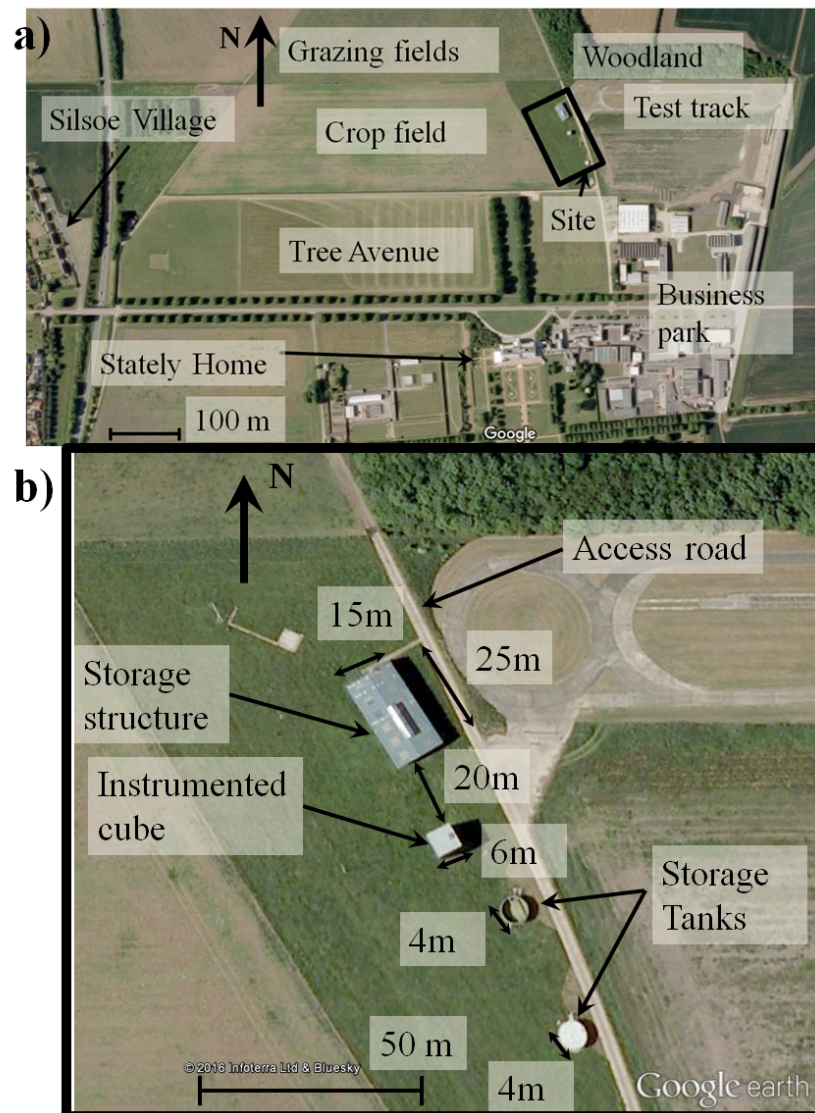 a)
N
Grazing fields
Woodland
Silsoe Village
Crop field
Test track
Site
Tree Avenue
Business
park
Stately Home
100 m
Google
b)
N
Access road
15m
25m
Storage
structure
20m
Instrumented
cube
6m
Storage
Tanks
4m
50 m
© 2016 Infoterra Ltd & Bluesky
4m
Google earth